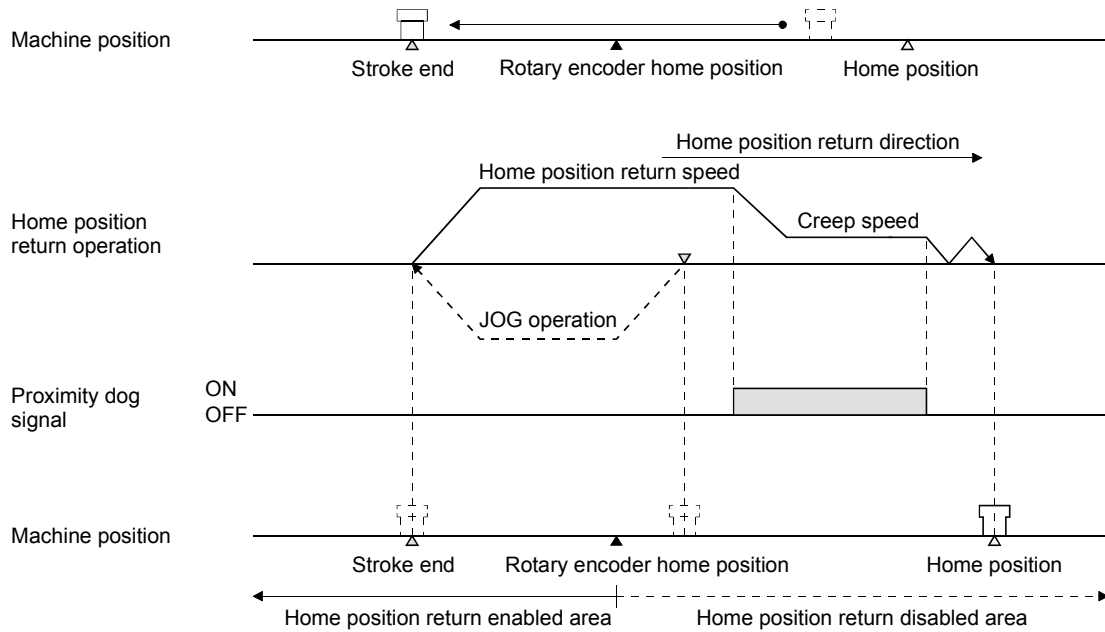 Machine position
Stroke end
Rotary encoder home position
Home position
Home position return direction
Home position return speed
Home position
return operation
Creep speed
JOG operation
Proximity dog
signal
ON
OFF
Machine position
Stroke end
Rotary encoder home position
Home position
Home position return enabled area
Home position return disabled area